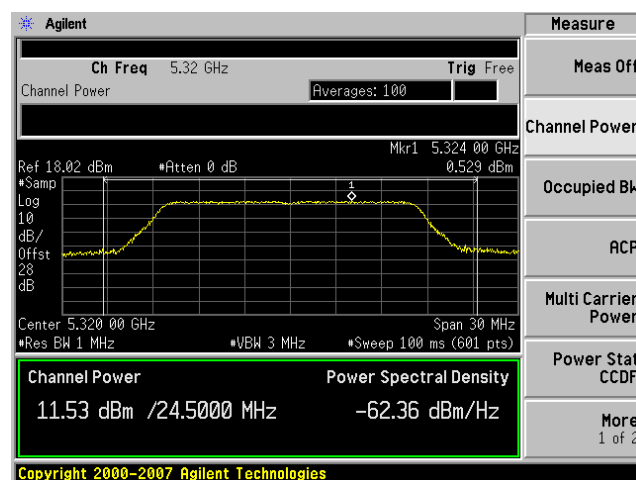 Agilent
Measure
Ch Freq 5.32 GHz Trig Free
Meas Off
Channel Power Averages: 100
Channel Power
Mkr1 5.324 00 GHz
Ref 18.02 dBm #Atten 0 dB 0.529 dBm
#Samp
1
Log
10
dB/
Offst
28
dB
Occupied BW
ACP
Multi Carrier
Power
Center 5.320 00 GHz Span 30 MHz
#Res BW 1 MHz #VBW 3 MHz #Sweep 100 ms (601 pts)
Power Stat
CCDF
Channel Power Power Spectral Density
11.53 dBm /24.5000 MHz -62.36 dBm/Hz
More
1 of 2
Copyright 2000-2007 Agilent Technologies